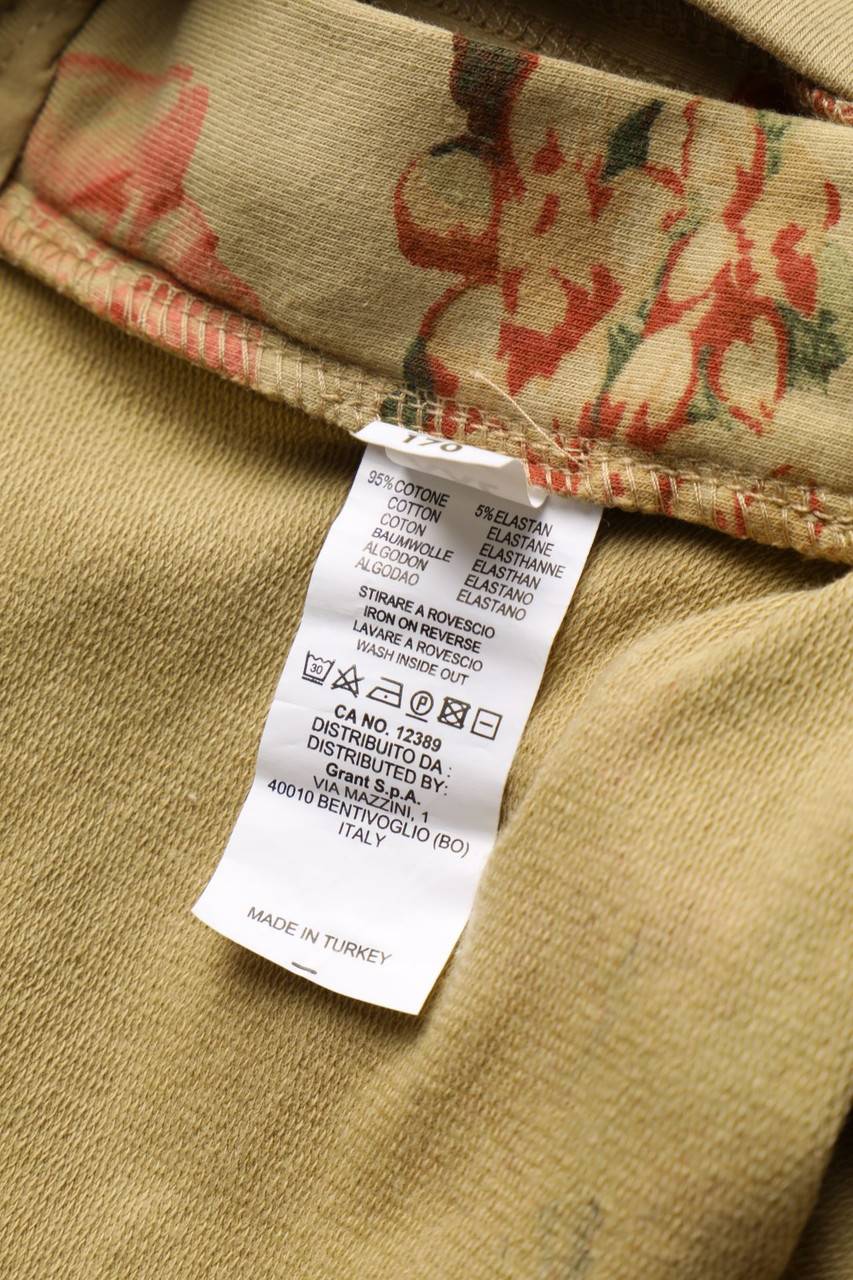 170
95% COTONE
COTTON
COTON
BAUMWOLLE
ALGODON
ALGODAO
5% ELASTAN
ELASTANE
ELASTHANNE
ELASTHAN
ELASTANO
ELASTANO
STIRARE A ROVESCIO
IRON ON REVERSE
LAVARE A ROVESCIO
WASH INSIDE OUT
30 P
CA NO. 12389
DISTRIBUITO DA :
DISTRIBUTED BY:
Grant S.p.A.
VIA MAZZINI, 1
40010 BENTIVOGLIO (BO)
ITALY
MADE IN TURKEY